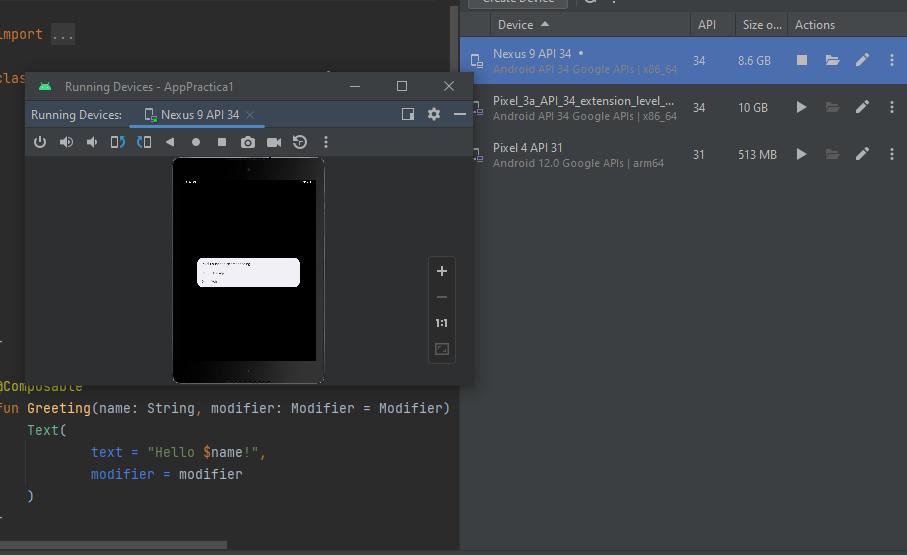 import ...
clas
Create Device
Device API Size o... Actions
Nexus 9 API 34
Android API 34 Google APIs | x86_64
34 8.6 GB
Pixel_3a_API_34_extension_level_...
Android API 34 Google APIs | x86_64
34 10 GB
Pixel 4 API 31
Android 12.0 Google APIs | arm64
31 513 MB
Running Devices - AppPractica1
Running Devices: Nexus 9 API 34
1:1
@Composable
fun Greeting(name: String, modifier: Modifier = Modifier)
Text(
text = "Hello $name!",
modifier = modifier
)